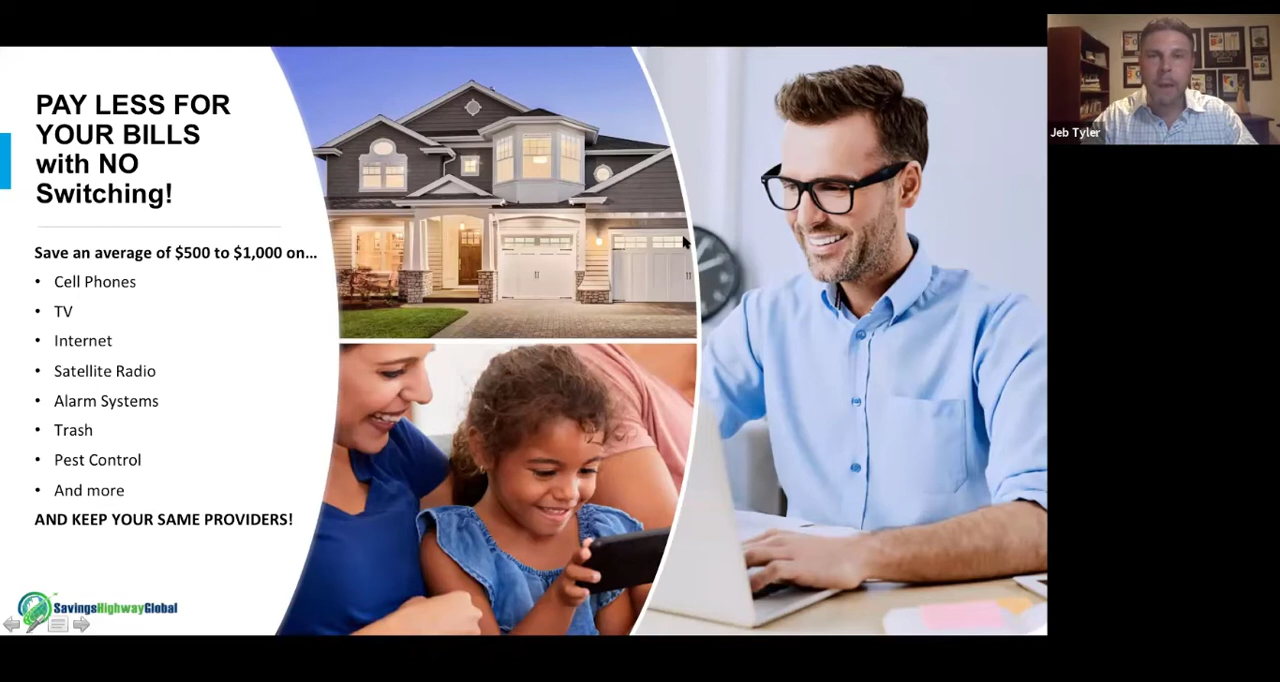 PAY LESS FOR
YOUR BILLS
with NO
Switching!
Save an average of $500 to $1,000 on...
• Cell Phones
• TV
• Internet
• Satellite Radio
• Alarm Systems
• Trash
• Pest Control
• And more
AND KEEP YOUR SAME PROVIDERS!
SavingsHighwayGlobal
Jeb Tyler